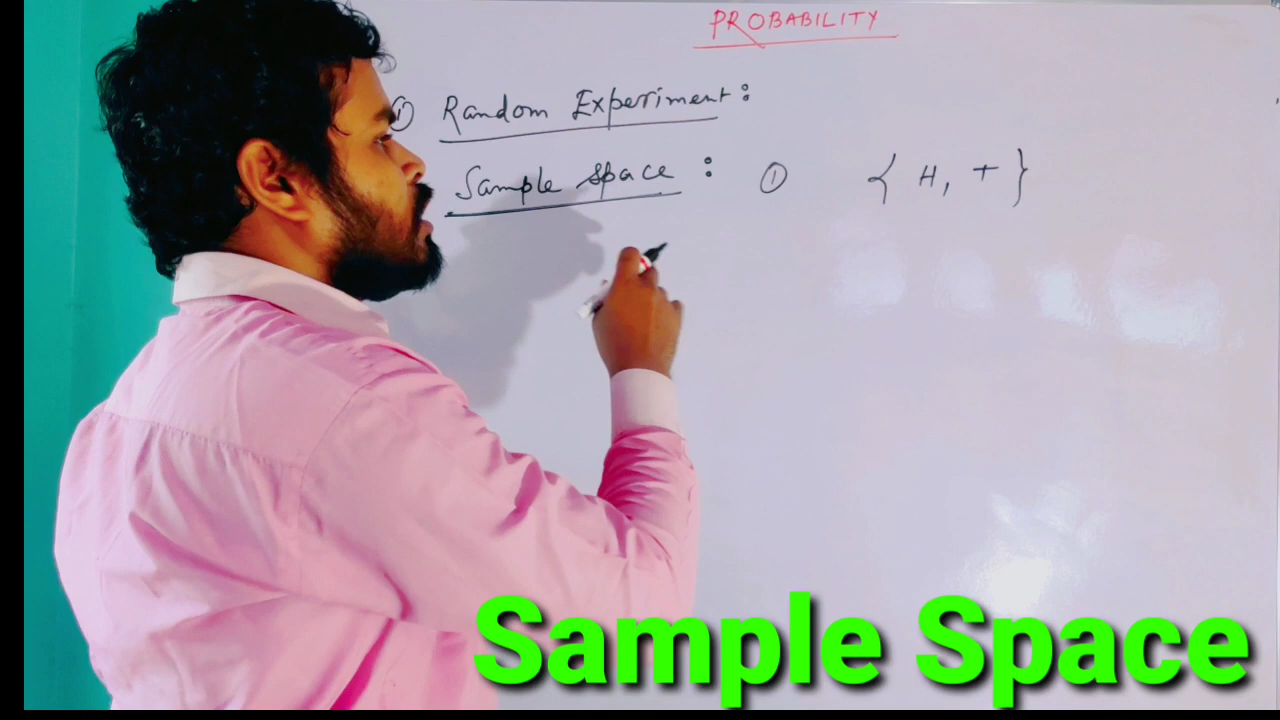 PROBABILITY
① Random Experiment:
Sample space : ① { H, T }
Sample Space